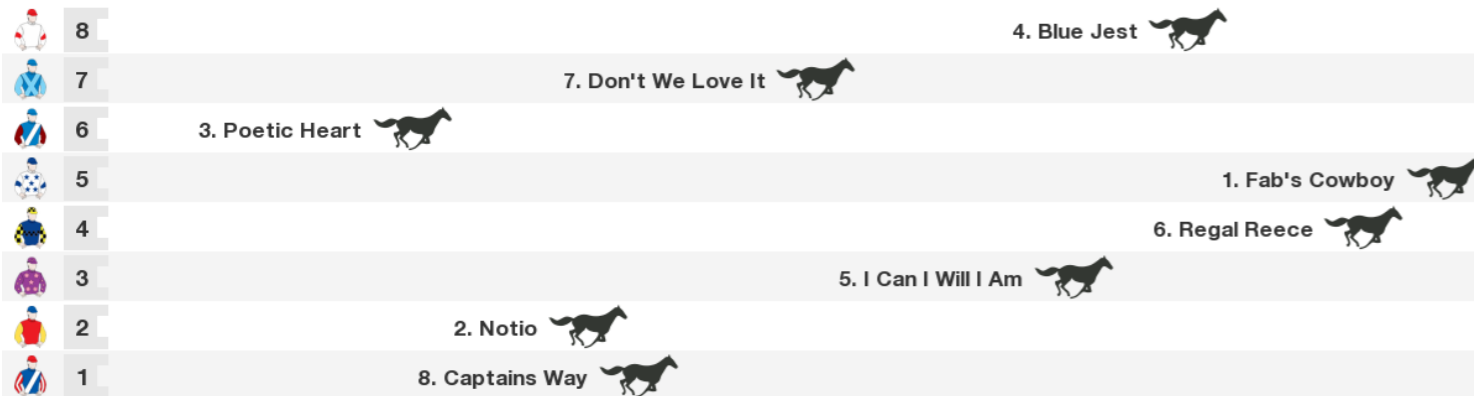 8 4. Blue Jest
7 7. Don't We Love It
6 3. Poetic Heart
5 1. Fab's Cowboy
4 6. Regal Reece
3 5. I Can I Will I Am
2 2. Notio
1 8. Captains Way